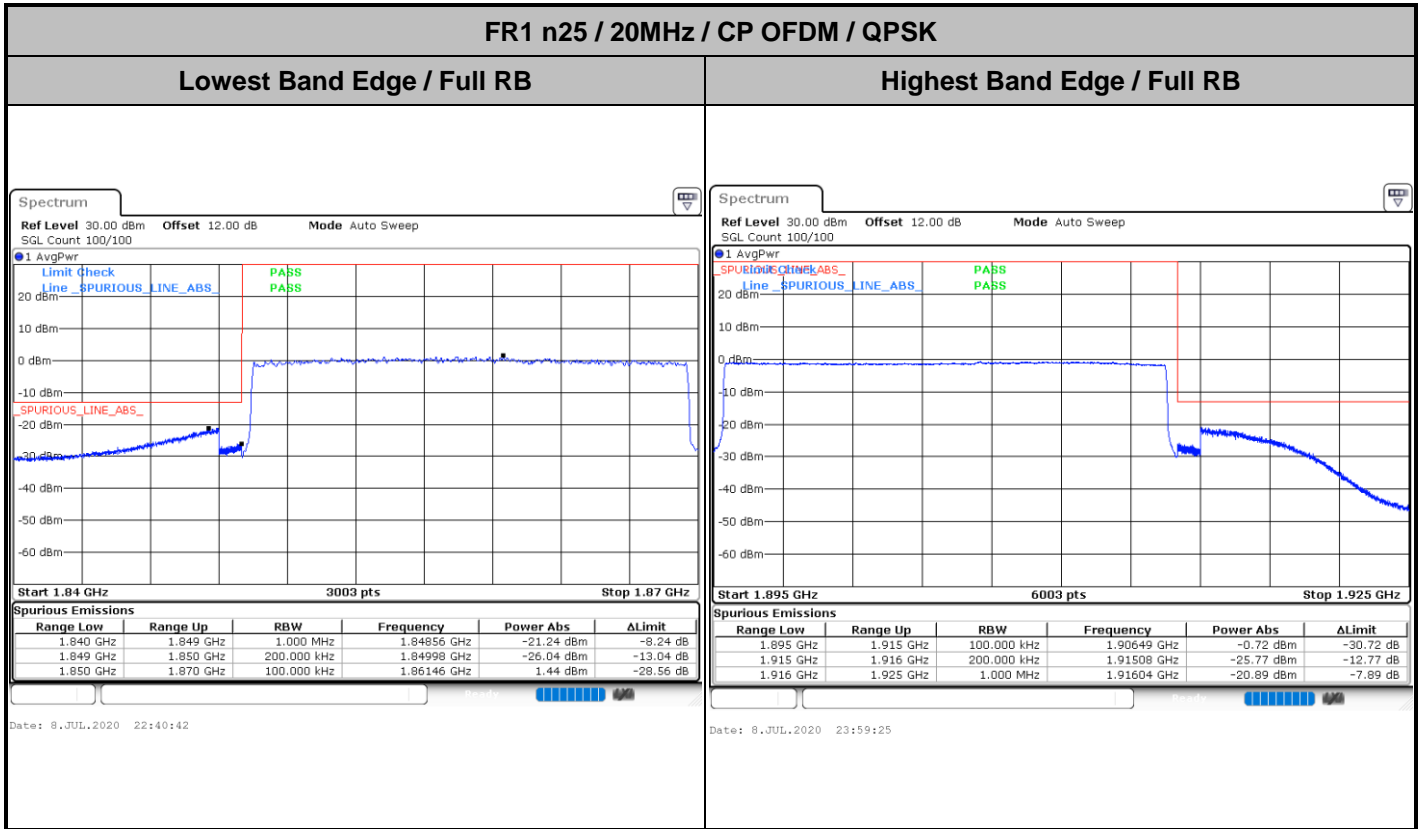 FR1 n25 / 20MHz / CP OFDM / QPSK
Lowest Band Edge / Full RB
Highest Band Edge / Full RB
Spectrum
Ref Level 30.00 dBm Offset 12.00 dB Mode Auto Sweep
SGL Count 100/100
1 AvgPwr
Limit Check PASS
Line _SPURIOUS_LINE_ABS_ PASS
20 dBm
10 dBm
0 dBm
-10 dBm
_SPURIOUS_LINE_ABS_
-20 dBm
-30 dBm
-40 dBm
-50 dBm
-60 dBm
Start 1.84 GHz 3003 pts Stop 1.87 GHz
Spurious Emissions
Range Low Range Up RBW Frequency Power Abs ΔLimit
1.840 GHz 1.849 GHz 1.000 MHz 1.84856 GHz -21.24 dBm -8.24 dB
1.849 GHz 1.850 GHz 200.000 kHz 1.84998 GHz -26.04 dBm -13.04 dB
1.850 GHz 1.870 GHz 100.000 kHz 1.86146 GHz 1.44 dBm -28.56 dB
Ready
Date: 8.JUL.2020 22:40:42
Spectrum
Ref Level 30.00 dBm Offset 12.00 dB Mode Auto Sweep
SGL Count 100/100
1 AvgPwr
_SPURIOUS_LINE_ABS_
Limit Check PASS
Line _SPURIOUS_LINE_ABS_ PASS
20 dBm
10 dBm
0 dBm
-10 dBm
-20 dBm
-30 dBm
-40 dBm
-50 dBm
-60 dBm
Start 1.895 GHz 6003 pts Stop 1.925 GHz
Spurious Emissions
Range Low Range Up RBW Frequency Power Abs ΔLimit
1.895 GHz 1.915 GHz 100.000 kHz 1.90649 GHz -0.72 dBm -30.72 dB
1.915 GHz 1.916 GHz 200.000 kHz 1.91508 GHz -25.77 dBm -12.77 dB
1.916 GHz 1.925 GHz 1.000 MHz 1.91604 GHz -20.89 dBm -7.89 dB
Ready
Date: 8.JUL.2020 23:59:25